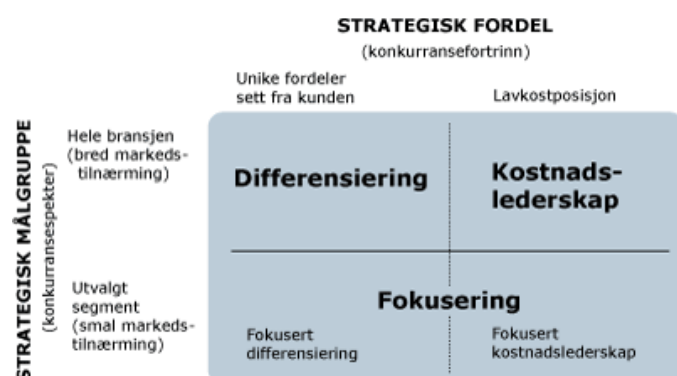 STRATEGISK FORDEL
(konkurransefortrinn)
Unike fordeler
sett fra kunden
Lavkostposisjon
STRATEGISK MÅLGRUPPE
(konkurransespekter)
Hele bransjen
(bred markeds-
tilnærming)
Differensiering
Kostnads-
lederskap
Utvalgt
segment
(smal markeds-
tilnærming)
Fokusering
Fokusert
differensiering
Fokusert
kostnadslederskap